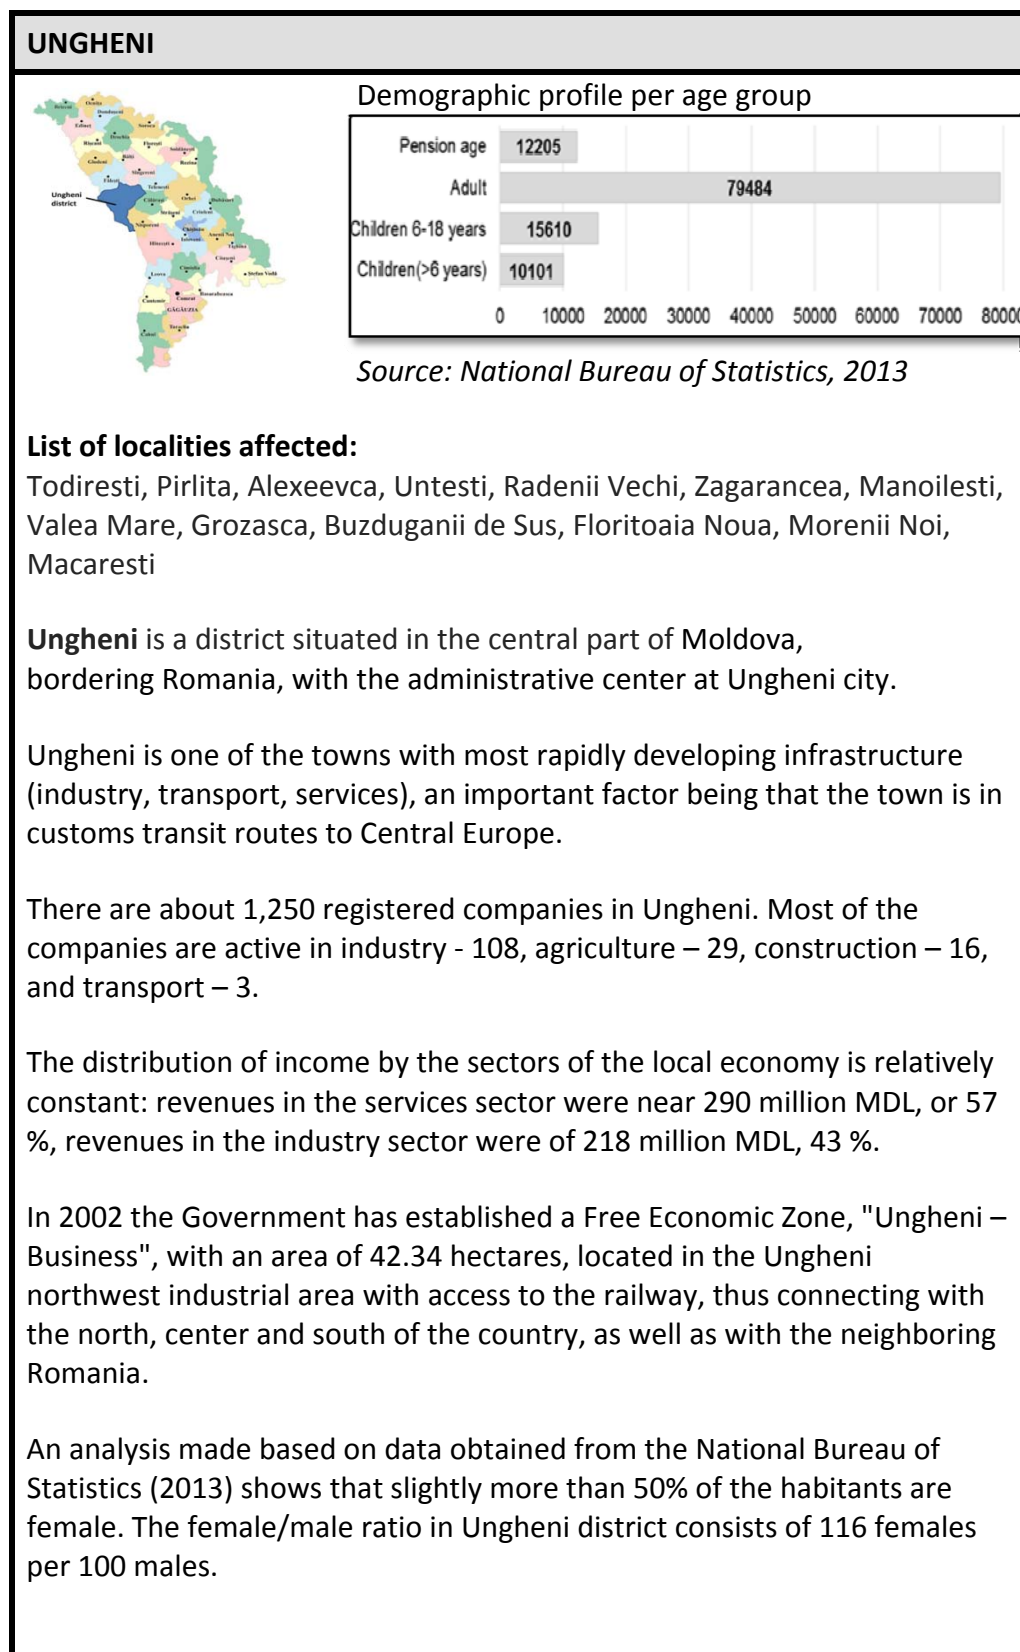 UNGHENI
Demographic profile per age group
Pension age 12205
Adult 79484
Children 6-18 years 15610
Children(>6 years) 10101
0 10000 20000 30000 40000 50000 60000 70000 80000
Ungheni
district
Source: National Bureau of Statistics, 2013
List of localities affected:
Todiresti, Pirlita, Alexeevca, Untesti, Radenii Vechi, Zagarancea, Manoilesti,
Valea Mare, Grozasca, Buzduganii de Sus, Floritoaia Noua, Morenii Noi,
Macaresti
Ungheni is a district situated in the central part of Moldova,
bordering Romania, with the administrative center at Ungheni city.
Ungheni is one of the towns with most rapidly developing infrastructure
(industry, transport, services), an important factor being that the town is in
customs transit routes to Central Europe.
There are about 1,250 registered companies in Ungheni. Most of the
companies are active in industry - 108, agriculture – 29, construction – 16,
and transport – 3.
The distribution of income by the sectors of the local economy is relatively
constant: revenues in the services sector were near 290 million MDL, or 57
%, revenues in the industry sector were of 218 million MDL, 43 %.
In 2002 the Government has established a Free Economic Zone, "Ungheni –
Business", with an area of 42.34 hectares, located in the Ungheni
northwest industrial area with access to the railway, thus connecting with
the north, center and south of the country, as well as with the neighboring
Romania.
An analysis made based on data obtained from the National Bureau of
Statistics (2013) shows that slightly more than 50% of the habitants are
female. The female/male ratio in Ungheni district consists of 116 females
per 100 males.